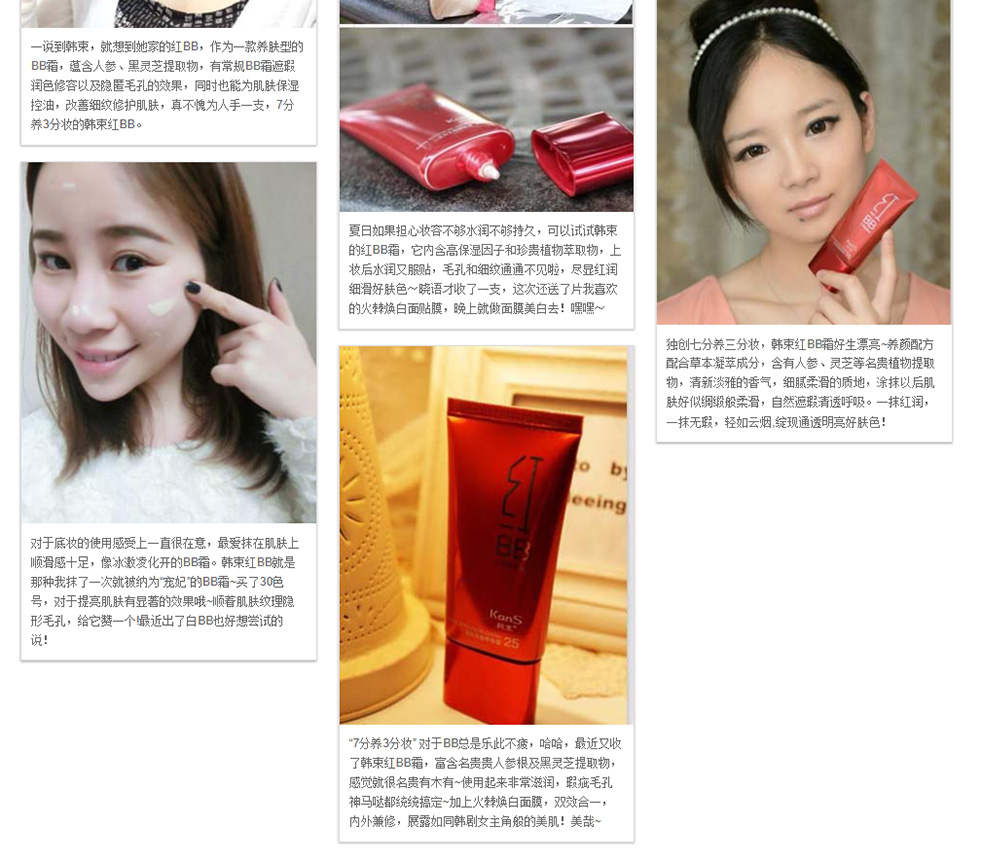 一说到韩束，就想到她家的红BB，作为一款养肤型的
BB霜，蕴含人参、黑灵芝提取物，有常规BB霜遮瑕
润色修容以及隐匿毛孔的效果，同时也能为肌肤保湿
控油，改善细纹修护肌肤，真不愧为人手一支，7分
养3分妆的韩束红BB。
对于底妆的使用感受上一直很在意，最爱抹在肌肤上
顺滑感十足，像冰激凌化开的BB霜。韩束红BB就是
那种我抹了一次就被纳为“宠妃”的BB霜~买了30色
号，对于提亮肌肤有显著的效果哦~顺着肌肤纹理隐
形毛孔，给它赞一个!最近出了白BB也好想尝试的
说!
夏日如果担心妆容不够水润不够持久，可以试试韩束
的红BB霜，它内含高保湿因子和珍贵植物萃取物，上
妆后水润又服贴，毛孔和细纹通通不见啦，尽显红润
细滑好肤色～晓语才收了一支，这次还送了片我喜欢
的火棘焕白面贴膜，晚上就做面膜美白去！嘿嘿~
红
BB
KanS
韩束
25
to by
leeing
“7分养3分妆” 对于BB总是乐此不疲，哈哈，最近又收
了韩束红BB霜，富含名贵贵人参根及黑灵芝提取物，
感觉就很名贵有木有~使用起来非常滋润，瑕疵毛孔
神马哒都统统搞定~加上火棘焕白面膜，双效合一，
内外兼修，展露如同韩剧女主角般的美肌！美哉~
红
BB
独创七分养三分妆，韩束红BB霜好生漂亮~养颜配方
配合草本凝萃成分，含有人参、灵芝等名贵植物提取
物，清新淡雅的香气，细腻柔滑的质地，涂抹以后肌
肤好似绸缎般柔滑，自然遮瑕清透呼吸。一抹红润，
一抹无瑕，轻如云烟,绽现通透明亮好肤色!